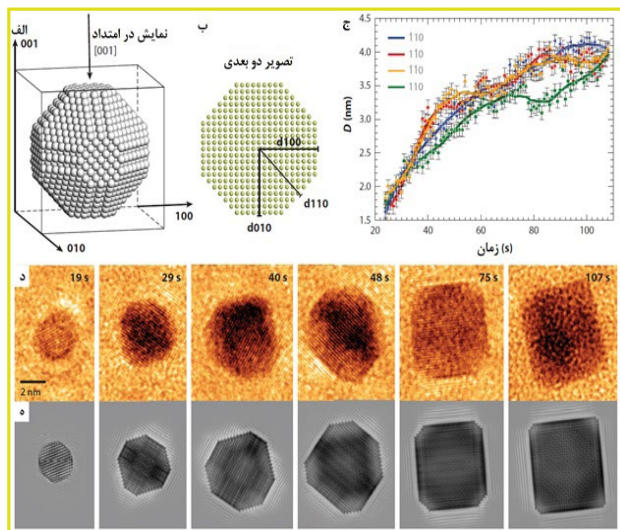 الف
001
نمایش در امتداد
[001]
100
010
ب
تصویر دو بعدی
d100
d110
d010
ج
D (nm)
4.5
4.0
3.5
3.0
2.5
2.0
1.5
110
110
110
110
20
40
60
80
100
زمان (s)
د
19 s
29 s
40 s
48 s
75 s
107 s
2 nm
ه